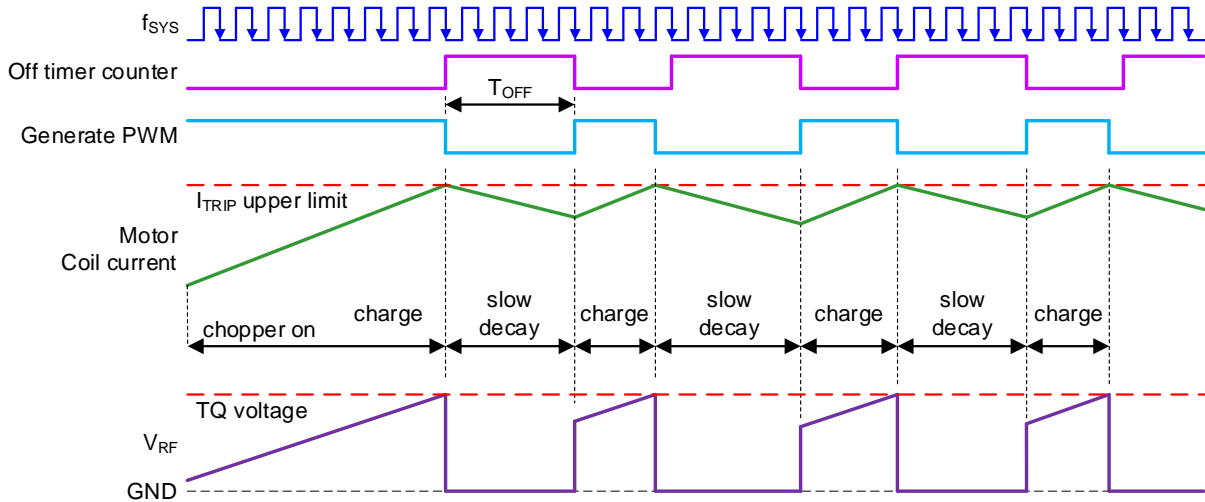 fSYS
Off timer counter
TOFF
Generate PWM
ITRIP upper limit
Motor
Coil current
chopper on
charge
slow
decay
charge
slow
decay
charge
slow
decay
charge
TQ voltage
VRF
GND